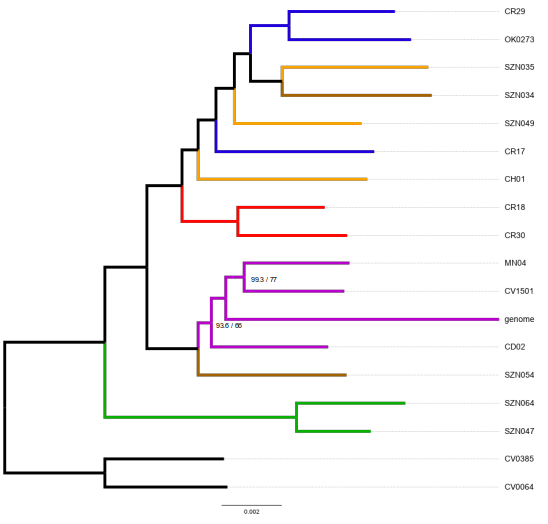 CR29
OK0273
SZN035
SZN034
SZN049
CR17
CH01
CR18
CR30
MN04
99.3 / 77
CV1501
genome
93.6 / 66
CD02
SZN054
SZN064
SZN047
CV0385
CV0064
0.002